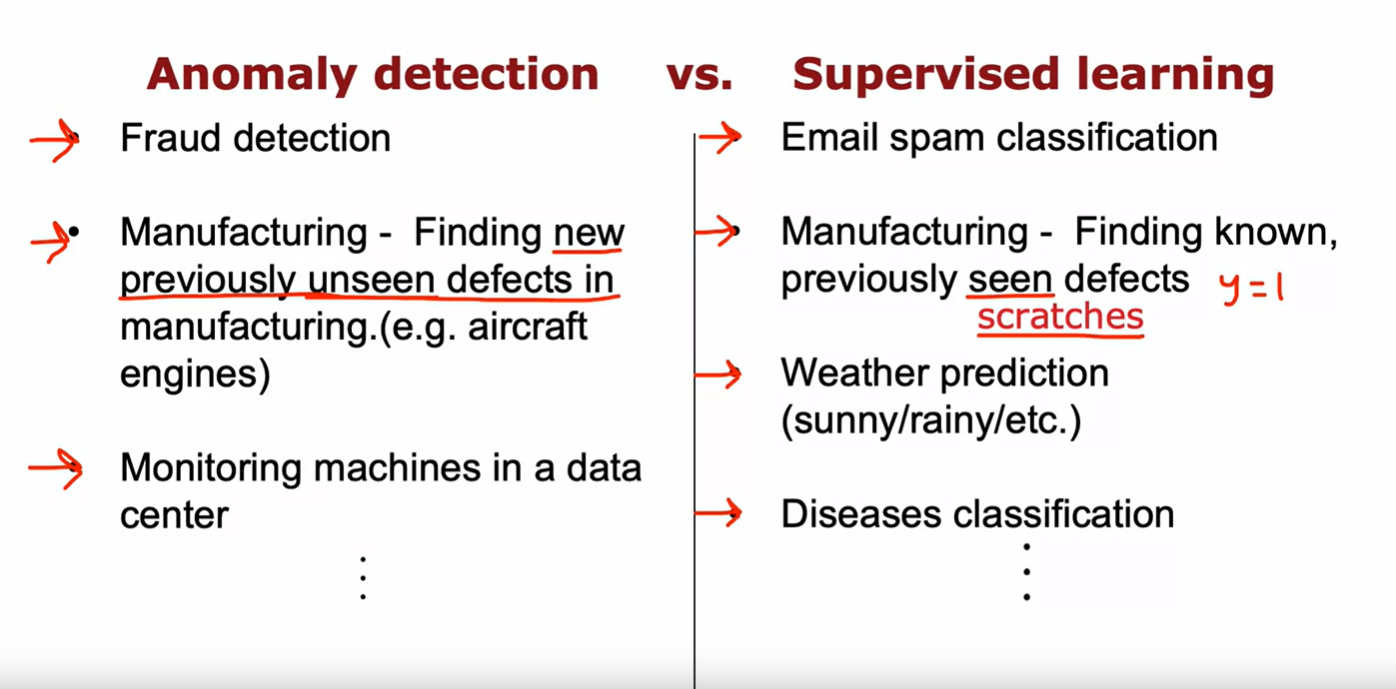 Anomaly detection vs. Supervised learning
Fraud detection
Manufacturing - Finding new
previously unseen defects in
manufacturing.(e.g. aircraft
engines)
Monitoring machines in a data
center
Email spam classification
Manufacturing - Finding known,
previously seen defects y=1
scratches
Weather prediction
(sunny/rainy/etc.)
Diseases classification